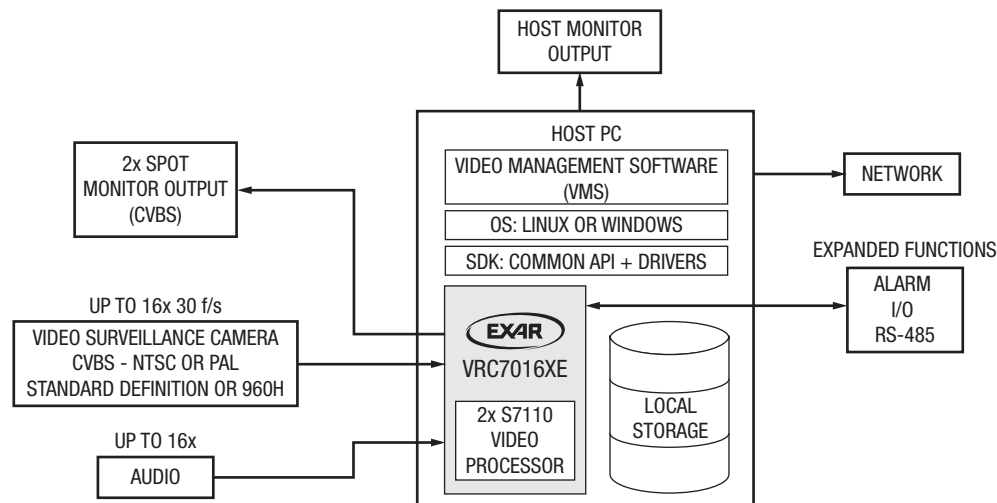 HOST MONITOR
OUTPUT
HOST PC
VIDEO MANAGEMENT SOFTWARE
(VMS)
OS: LINUX OR WINDOWS
SDK: COMMON API + DRIVERS
2x SPOT
MONITOR OUTPUT
(CVBS)
NETWORK
EXPANDED FUNCTIONS
ALARM
I/O
RS-485
UP TO 16x 30 f/s
VIDEO SURVEILLANCE CAMERA
CVBS - NTSC OR PAL
STANDARD DEFINITION OR 960H
EXAR
VRC7016XE
2x S7110
VIDEO
PROCESSOR
LOCAL
STORAGE
UP TO 16x
AUDIO